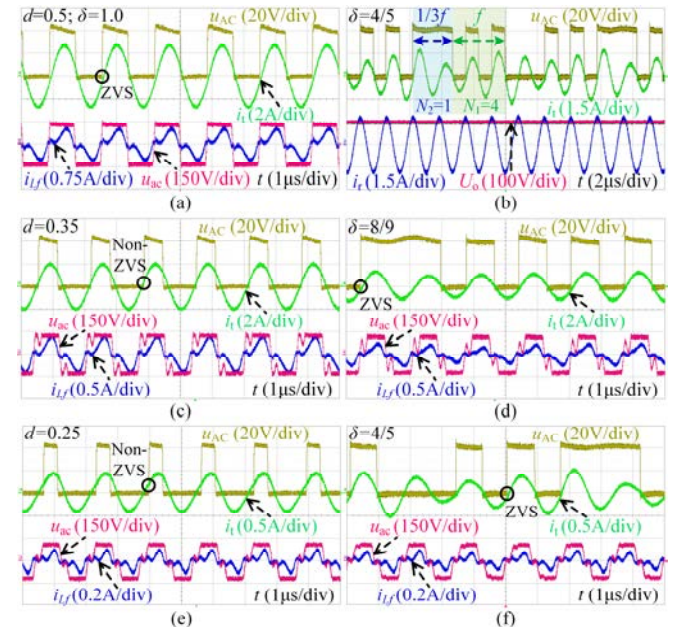 d=0.5; δ=1.0
u_AC (20V/div)
ZVS
i_t (2A/div)
i_Lf (0.75A/div)
u_ac (150V/div)
t (1μs/div)
(a)
δ=4/5
u_AC (20V/div)
1/3f
f
N₂=1
N₁=4
i_t (1.5A/div)
i_r (1.5A/div)
U_o (100V/div)
t (2μs/div)
(b)
d=0.35
u_AC (20V/div)
Non-
ZVS
u_ac (150V/div)
i_t (2A/div)
i_Lf (0.5A/div)
t (1μs/div)
(c)
δ=8/9
u_AC (20V/div)
ZVS
u_ac (150V/div)
i_t (2A/div)
i_Lf (0.5A/div)
t (1μs/div)
(d)
d=0.25
u_AC (20V/div)
Non-
ZVS
u_ac (150V/div)
i_t (0.5A/div)
i_Lf (0.2A/div)
t (1μs/div)
(e)
δ=4/5
u_AC (20V/div)
ZVS
u_ac (150V/div)
i_t (0.5A/div)
i_Lf (0.2A/div)
t (1μs/div)
(f)